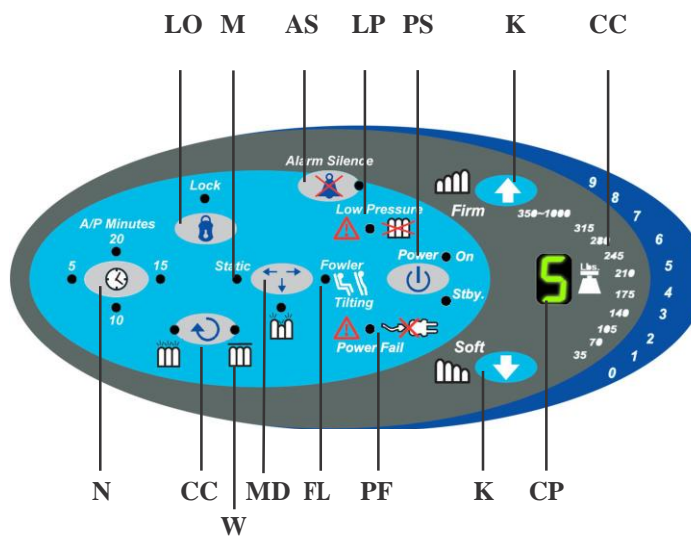 LO M AS LP PS K CC
Alarm Silence
Lock
A/P Minutes
20
5
15
10
Low Pressure
Firm
350~1000
9
8
7
6
5
4
3
2
1
0
315
280
245
210
175
140
105
70
35
Lbs.
5
Static
Fowler
Tilting
Power
On
Stby.
Power Fail
Soft
N CC MD FL PF K CP
W